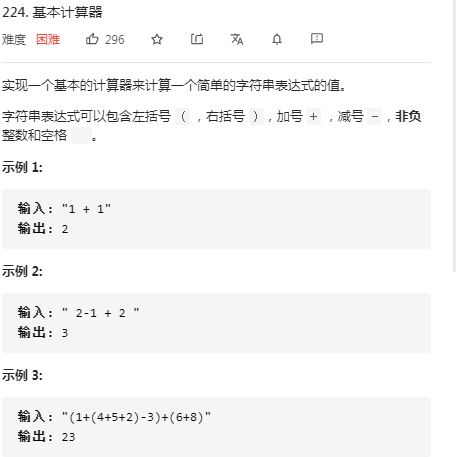 224. 基本计算器
难度 困难 296
实现一个基本的计算器来计算一个简单的字符串表达式的值。
字符串表达式可以包含左括号 ( ，右括号 )，加号 + ，减号 -，非负
整数和空格 。
示例 1:
输入: "1 + 1"
输出: 2
示例 2:
输入: " 2-1 + 2 "
输出: 3
示例 3:
输入: "(1+(4+5+2)-3)+(6+8)"
输出: 23